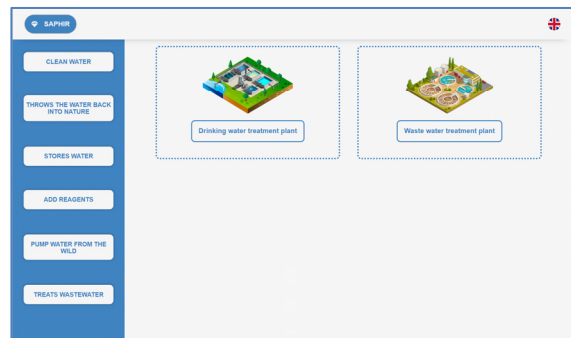 SAPHIR
CLEAN WATER
THROWS THE WATER BACK
INTO NATURE
STORES WATER
ADD REAGENTS
PUMP WATER FROM THE
WILD
TREATS WASTEWATER
Drinking water treatment plant
Waste water treatment plant